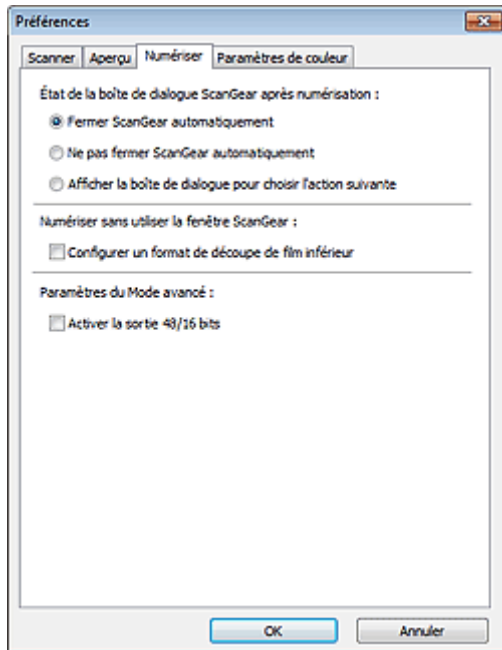 Préférences
Scanner Aperçu Numériser Paramètres de couleur
État de la boîte de dialogue ScanGear après numérisation :
Fermer ScanGear automatiquement
Ne pas fermer ScanGear automatiquement
Afficher la boîte de dialogue pour choisir l'action suivante
Numériser sans utiliser la fenêtre ScanGear :
Configurer un format de découpe de film inférieur
Paramètres du Mode avancé :
Activer la sortie 48/16 bits
OK Annuler